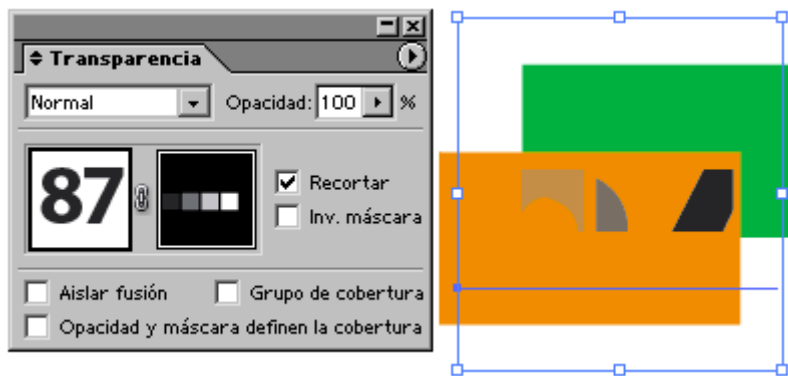 Transparencia
Normal Opacidad: 100 %
87
Recortar
Inv. máscara
Aislar fusión Grupo de cobertura
Opacidad y máscara definen la cobertura